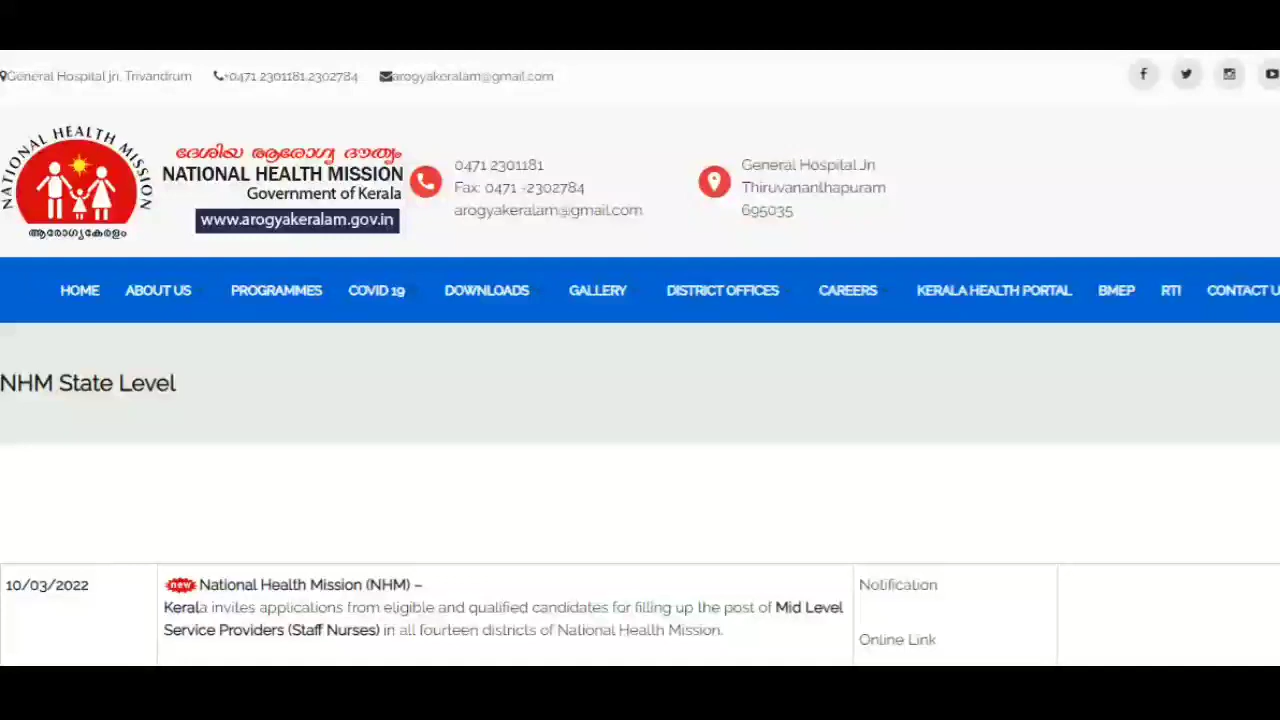 General Hospital jn, Trivandrum
+0471 2301181,2302784
arogyakeralam@gmail.com
NATIONAL HEALTH MISSION
ആരോഗ്യകേരളം
ദേശീയ ആരോഗ്യ ദൗത്യം
NATIONAL HEALTH MISSION
Government of Kerala
www.arogyakeralam.gov.in
0471 2301181
Fax: 0471 -2302784
arogyakeralam@gmail.com
General Hospital Jn
Thiruvananthapuram
695035
HOME ABOUT US PROGRAMMES COVID 19 DOWNLOADS GALLERY DISTRICT OFFICES CAREERS KERALA HEALTH PORTAL BMEP RTI CONTACT U
NHM State Level
10/03/2022
new National Health Mission (NHM) –
Kerala invites applications from eligible and qualified candidates for filling up the post of Mid Level
Service Providers (Staff Nurses) in all fourteen districts of National Health Mission.
Notification
Online Link